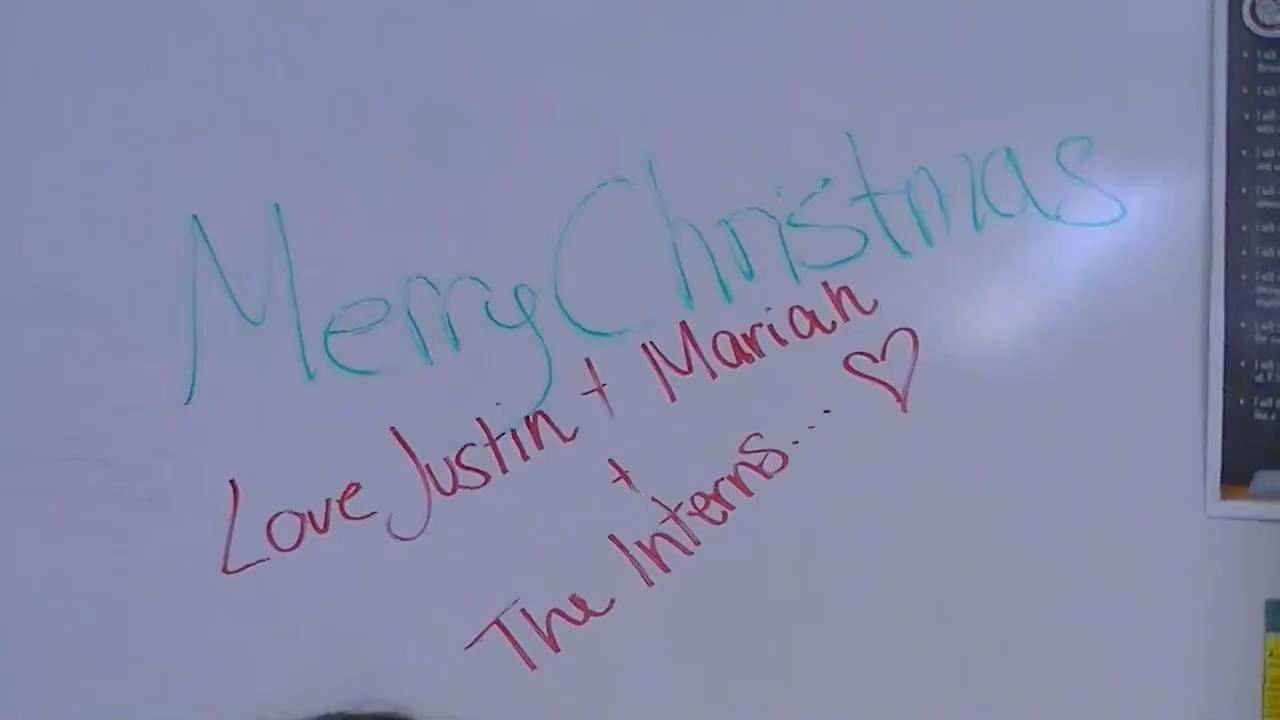 Merry Christmas
Love Justin + Mariah
+
The Interns...